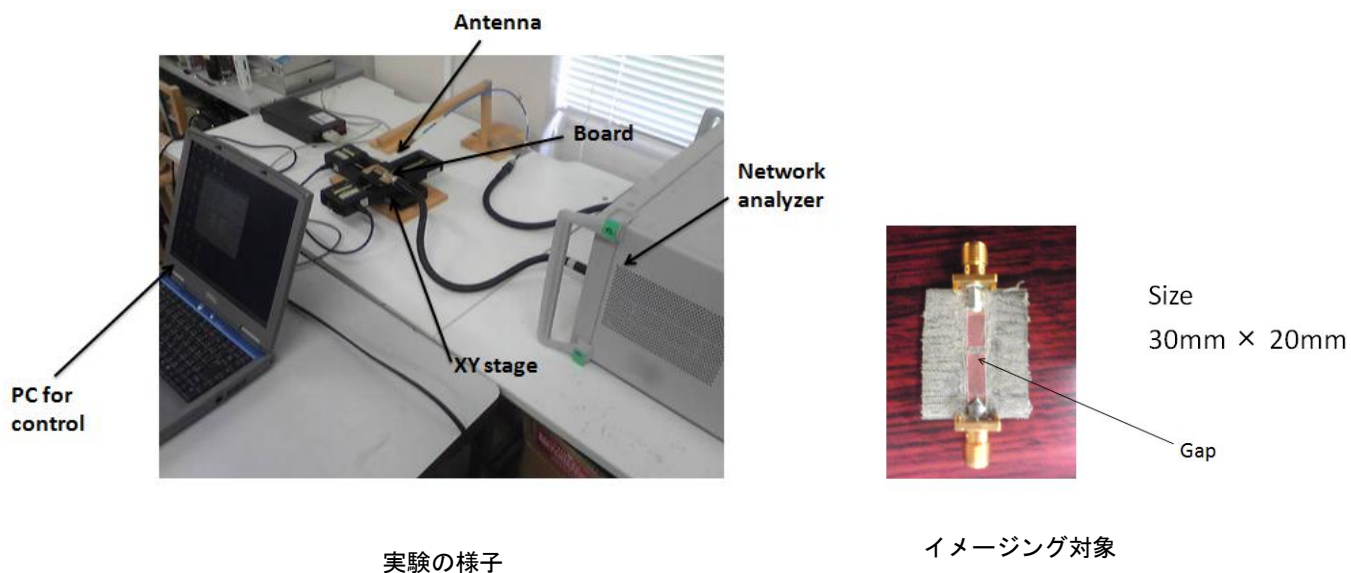 Antenna
Board
Network
analyzer
XY stage
PC for
control
Size
30mm × 20mm
Gap
実験の様子
イメージング対象